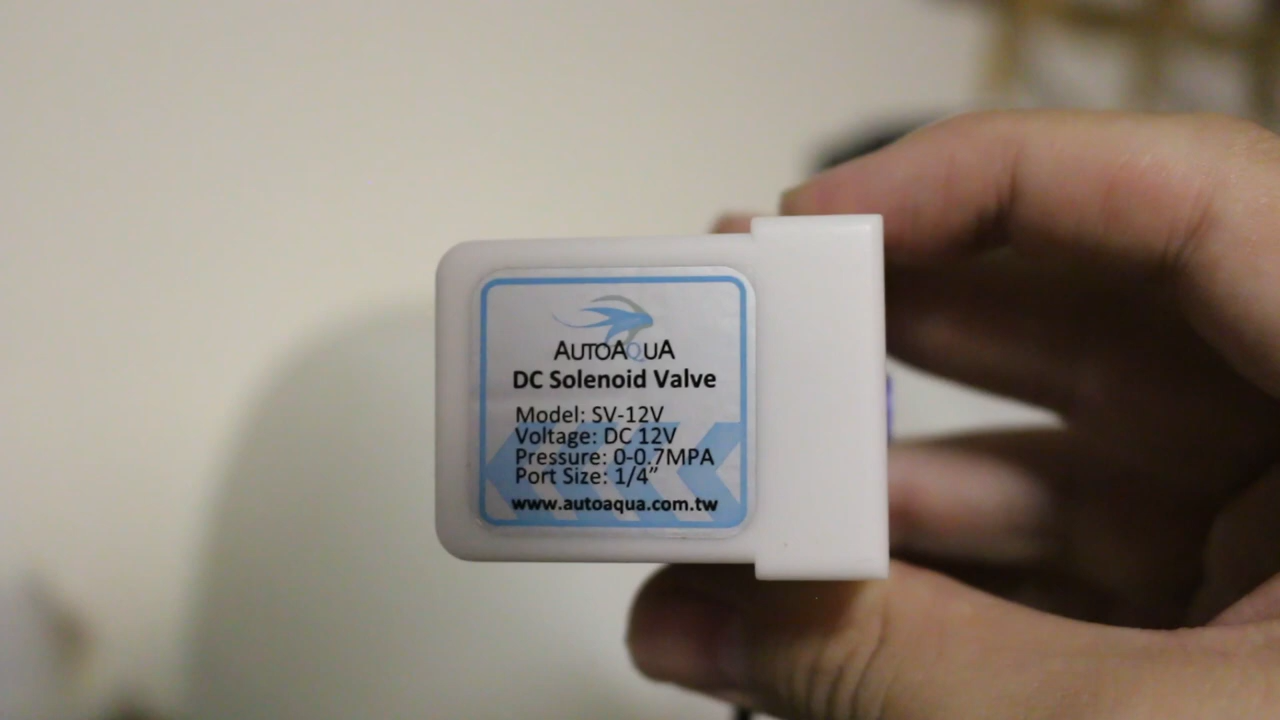 AUTOAQUA
DC Solenoid Valve
Model: SV-12V
Voltage: DC 12V
Pressure: 0-0.7MPA
Port Size: 1/4”
www.autoaqua.com.tw